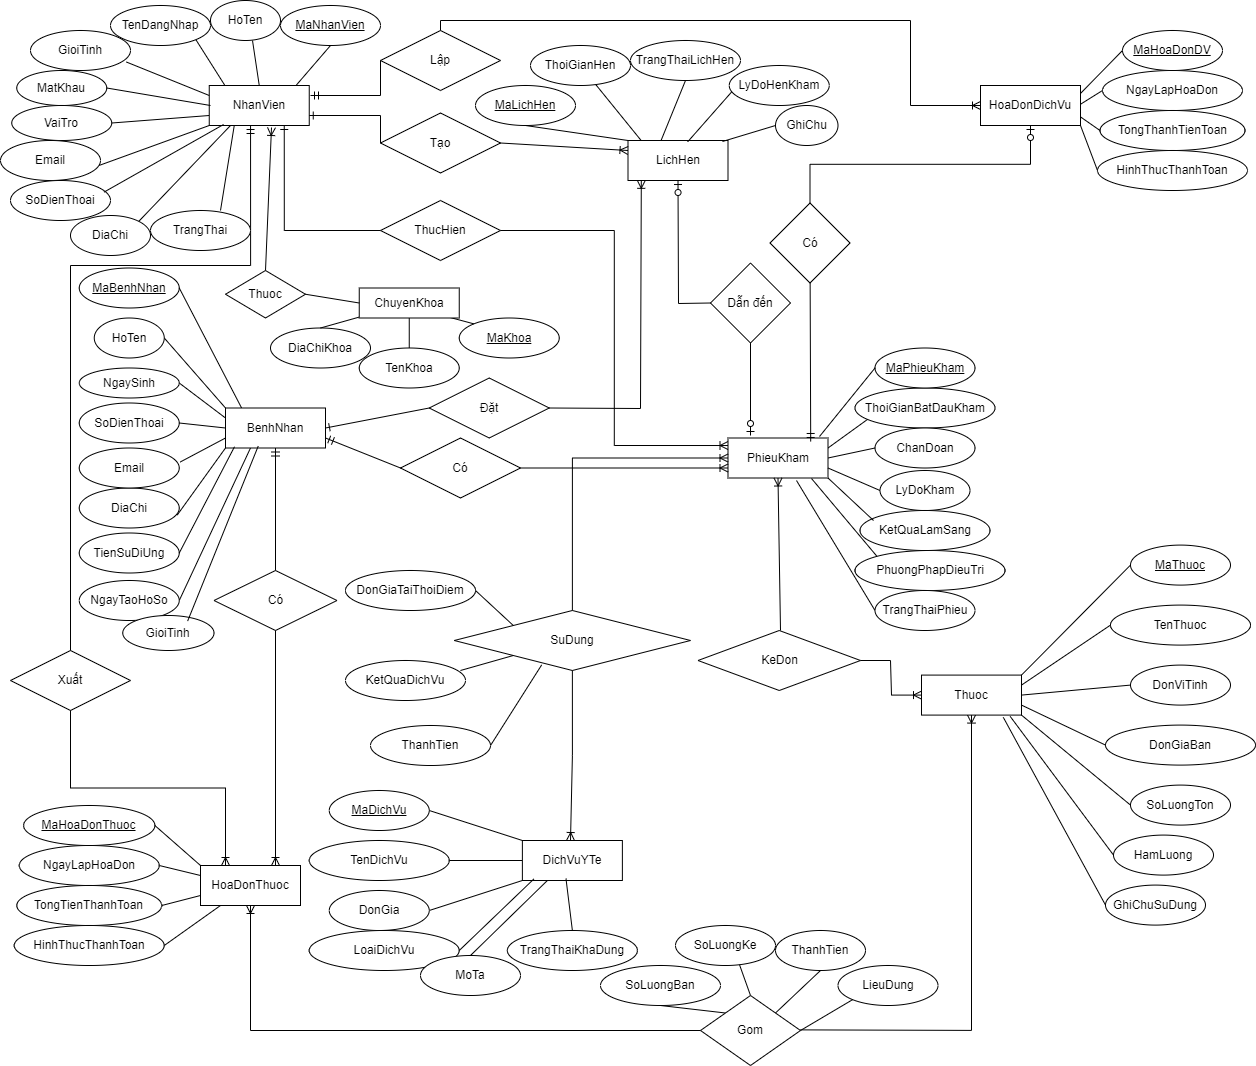 TenDangNhap
HoTen
MaNhanVien
GioiTinh
MatKhau
VaiTro
Email
SoDienThoai
DiaChi
TrangThai
NhanVien
Lập
Tạo
ThoiGianHen
TrangThaiLichHen
MaLichHen
LyDoHenKham
GhiChu
LichHen
HoaDonDichVu
MaHoaDonDV
NgayLapHoaDon
TongThanhTienToan
HinhThucThanhToan
ThucHien
Có
Dẫn đến
Thuoc
ChuyenKhoa
DiaChiKhoa
TenKhoa
MaKhoa
MaBenhNhan
HoTen
NgaySinh
SoDienThoai
Email
DiaChi
TienSuDiUng
NgayTaoHoSo
GioiTinh
BenhNhan
Đặt
Có
PhieuKham
MaPhieuKham
ThoiGianBatDauKham
ChanDoan
LyDoKham
KetQuaLamSang
PhuongPhapDieuTri
TrangThaiPhieu
Có
DonGiaTaiThoiDiem
SuDung
KetQuaDichVu
ThanhTien
KeDon
Xuất
Thuoc
MaThuoc
TenThuoc
DonViTinh
DonGiaBan
SoLuongTon
HamLuong
GhiChuSuDung
MaHoaDonThuoc
NgayLapHoaDon
TongTienThanhToan
HinhThucThanhToan
HoaDonThuoc
MaDichVu
TenDichVu
DonGia
LoaiDichVu
MoTa
TrangThaiKhaDung
DichVuYTe
SoLuongKe
ThanhTien
SoLuongBan
LieuDung
Gom